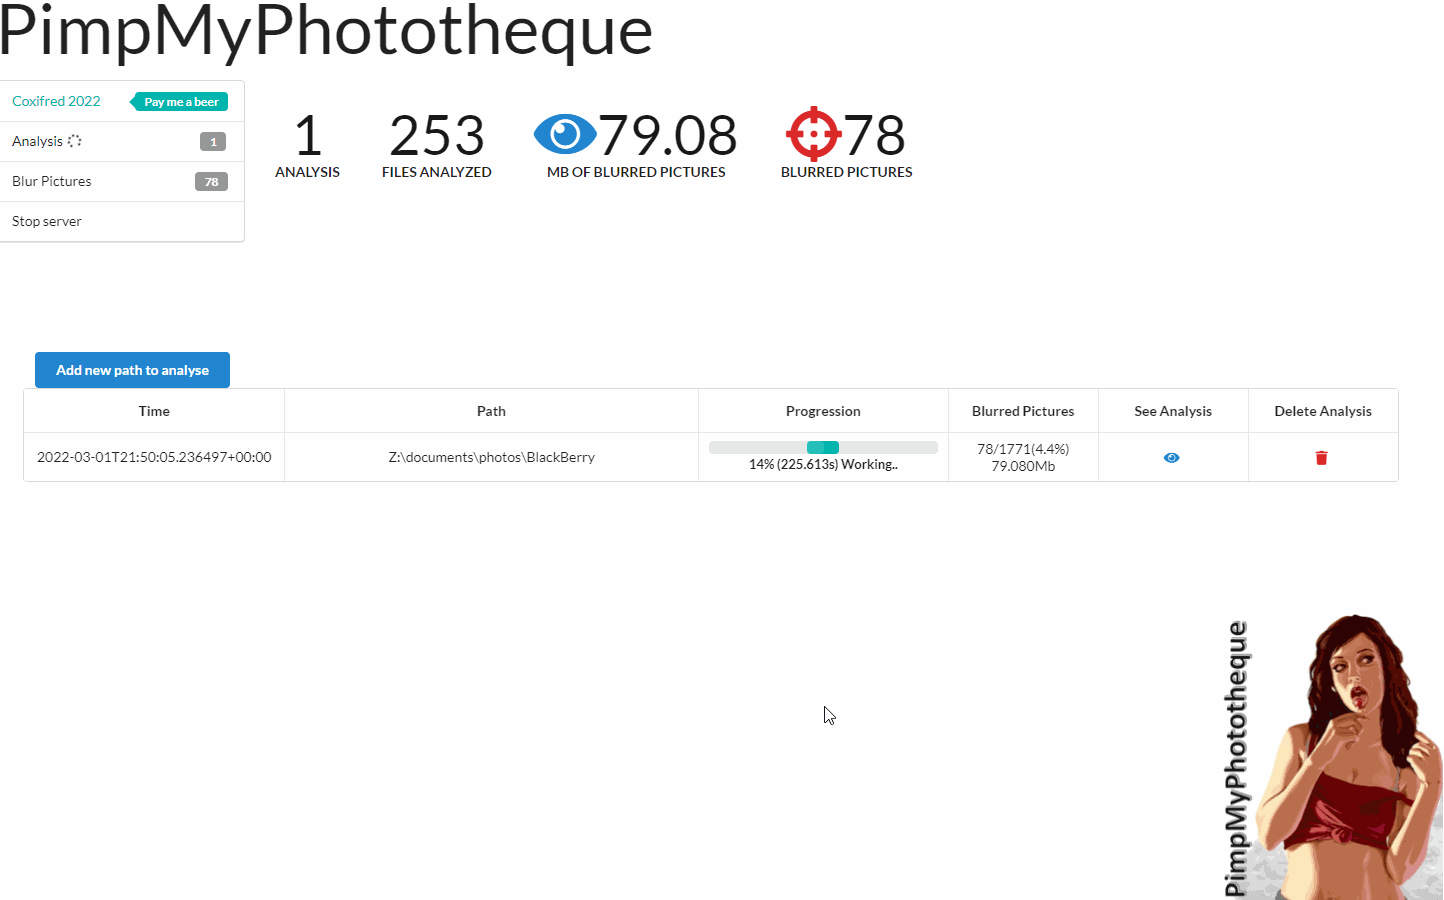 PimpMyPhototheque
Coxifred 2022
Pay me a beer
Analysis
1
Blur Pictures
78
Stop server
1
ANALYSIS
253
FILES ANALYZED
79.08
MB OF BLURRED PICTURES
78
BLURRED PICTURES
Add new path to analyse
Time
Path
Progression
Blurred Pictures
See Analysis
Delete Analysis
2022-03-01T21:50:05.236497+00:00
Z:\documents\photos\BlackBerry
14% (225.613s) Working..
78/1771(4.4%)
79.080Mb
PimpMyPhototheque